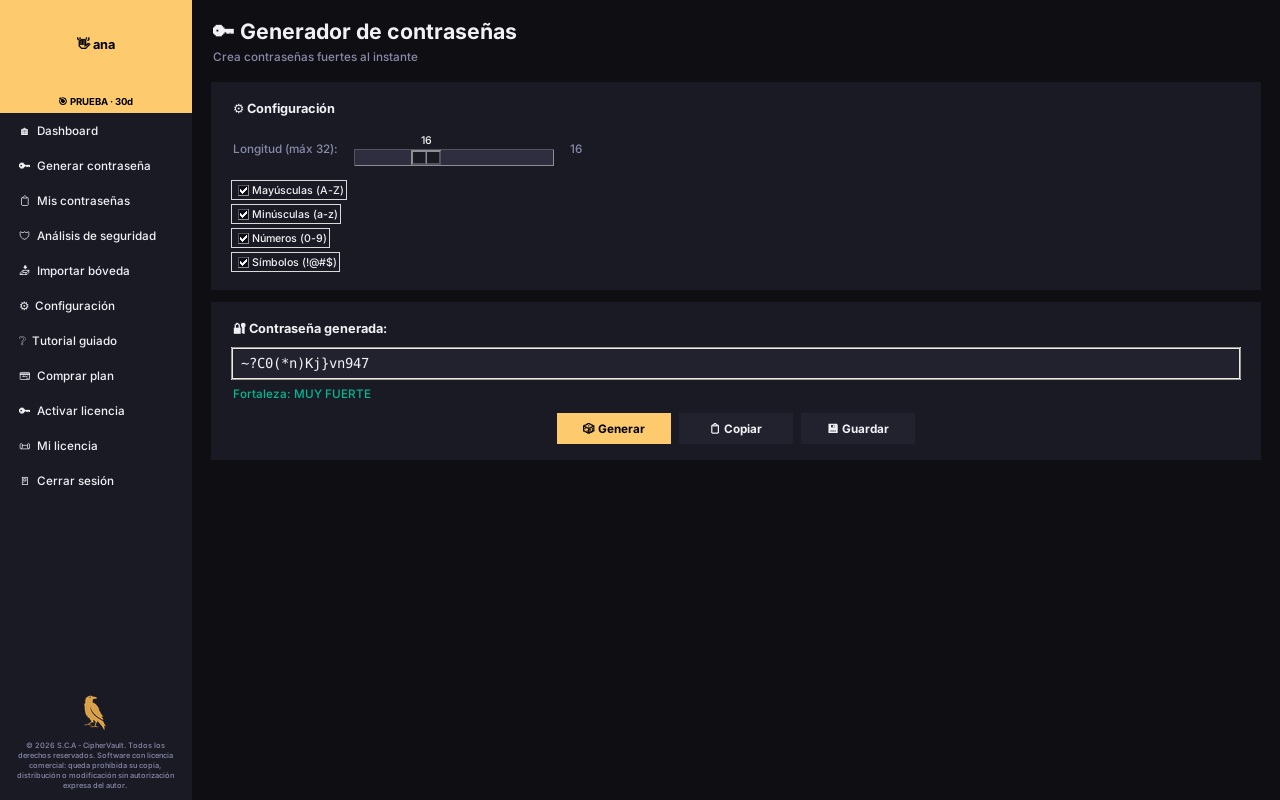 👋 ana
🎯 PRUEBA · 30d
🏠 Dashboard
🔑 Generar contraseña
📋 Mis contraseñas
🛡 Análisis de seguridad
📥 Importar bóveda
⚙ Configuración
❔ Tutorial guiado
💳 Comprar plan
🔑 Activar licencia
📜 Mi licencia
🚪 Cerrar sesión
© 2026 S.C.A - CipherVault. Todos los
derechos reservados. Software con licencia
comercial: queda prohibida su copia,
distribución o modificación sin autorización
expresa del autor.
🔑 Generador de contraseñas
Crea contraseñas fuertes al instante
⚙ Configuración
16
Longitud (máx 32): 16
Mayúsculas (A-Z)
Minúsculas (a-z)
Números (0-9)
Símbolos (!@#$)
🔐 Contraseña generada:
~?C0(*n)Kj}vn947
Fortaleza: MUY FUERTE
🎲 Generar 📋 Copiar 💾 Guardar